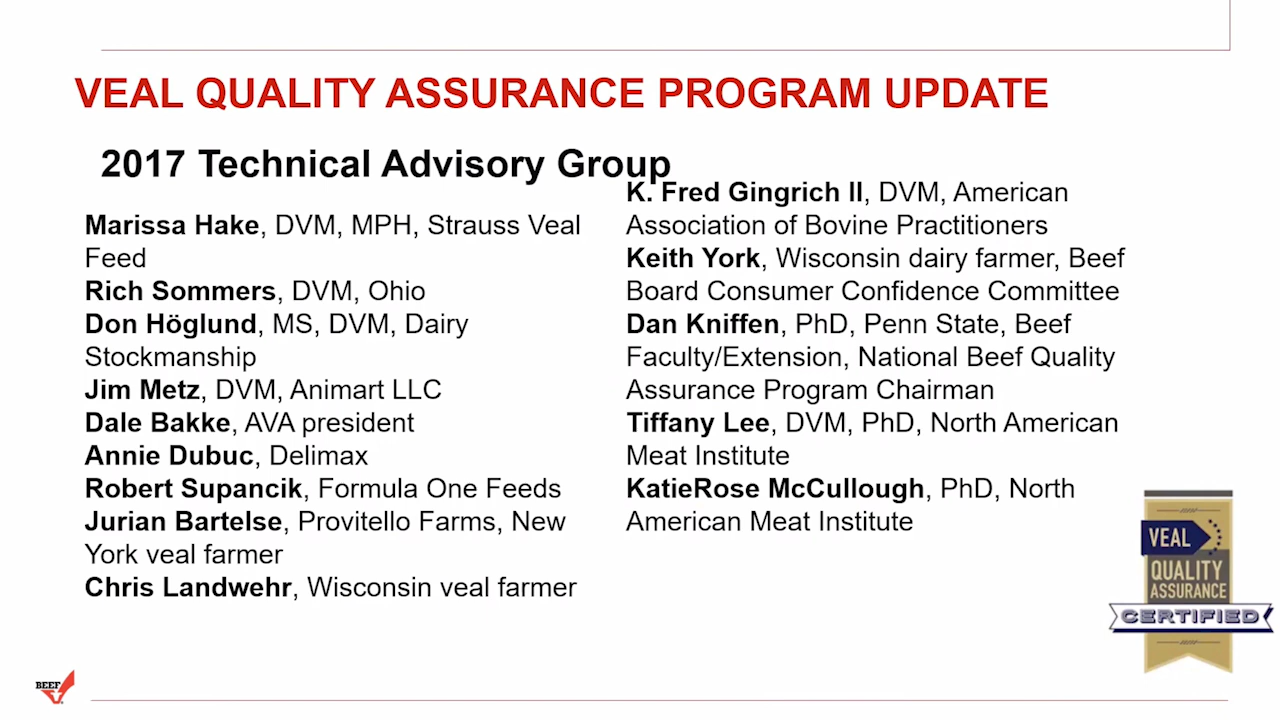 VEAL QUALITY ASSURANCE PROGRAM UPDATE
2017 Technical Advisory Group
Marissa Hake, DVM, MPH, Strauss Veal
Feed
Rich Sommers, DVM, Ohio
Don Höglund, MS, DVM, Dairy
Stockmanship
Jim Metz, DVM, Animart LLC
Dale Bakke, AVA president
Annie Dubuc, Delimax
Robert Supancik, Formula One Feeds
Jurian Bartelse, Provitello Farms, New
York veal farmer
Chris Landwehr, Wisconsin veal farmer
K. Fred Gingrich II, DVM, American
Association of Bovine Practitioners
Keith York, Wisconsin dairy farmer, Beef
Board Consumer Confidence Committee
Dan Kniffen, PhD, Penn State, Beef
Faculty/Extension, National Beef Quality
Assurance Program Chairman
Tiffany Lee, DVM, PhD, North American
Meat Institute
KatieRose McCullough, PhD, North
American Meat Institute
VEAL
QUALITY
ASSURANCE
CERTIFIED
BEEF